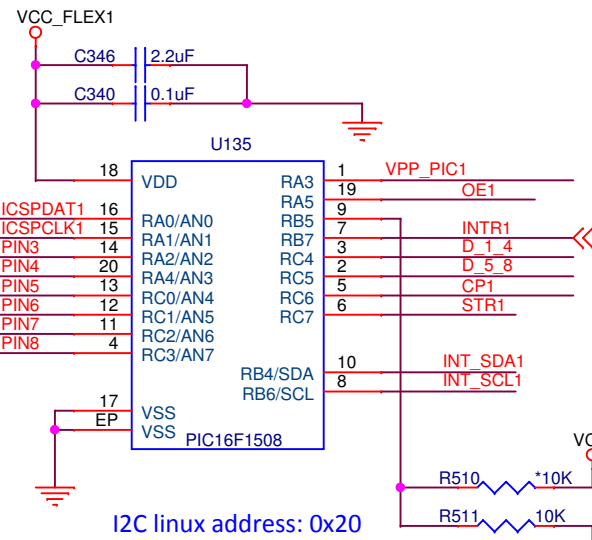 VCC_FLEX1
C346 2.2uF
C340 0.1uF
U135
18 VDD
ICSPDAT1 16 RA0/AN0
ICSPCLK1 15 RA1/AN1
PIN3 14 RA2/AN2
PIN4 20 RA4/AN3
PIN5 13 RC0/AN4
PIN6 12 RC1/AN5
PIN7 11 RC2/AN6
PIN8 4 RC3/AN7
17 VSS
EP VSS
RA3 1 VPP_PIC1
RA5 19 OE1
RB5 9
RB7 7 INTR1
RC4 3 D_1_4
RC5 2 D_5_8
RC6 5 CP1
RC7 6 STR1
RB4/SDA 10 INT_SDA1
RB6/SCL 8 INT_SCL1
PIC16F1508
VC
R510 *10K
R511 10K
I2C linux address: 0x20